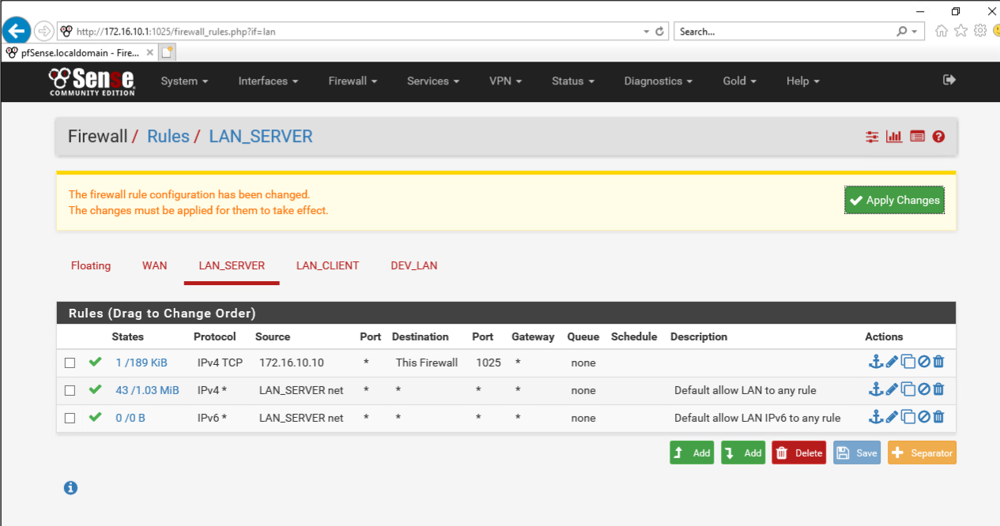 http://172.16.10.1:1025/firewall_rules.php?if=lan Search...
pfSense.localdomain - Fire...
Sense System Interfaces Firewall Services VPN Status Diagnostics Gold Help
COMMUNITY EDITION
Firewall / Rules / LAN_SERVER
The firewall rule configuration has been changed.
The changes must be applied for them to take effect.
Apply Changes
Floating WAN LAN_SERVER LAN_CLIENT DEV_LAN
Rules (Drag to Change Order)
States Protocol Source Port Destination Port Gateway Queue Schedule Description Actions
1 /189 KiB IPv4 TCP 172.16.10.10 * This Firewall 1025 * none
43 /1.03 MiB IPv4 * LAN_SERVER net * * * * none Default allow LAN to any rule
0 /0 B IPv6 * LAN_SERVER net * * * * none Default allow LAN IPv6 to any rule
Add Add Delete Save Separator